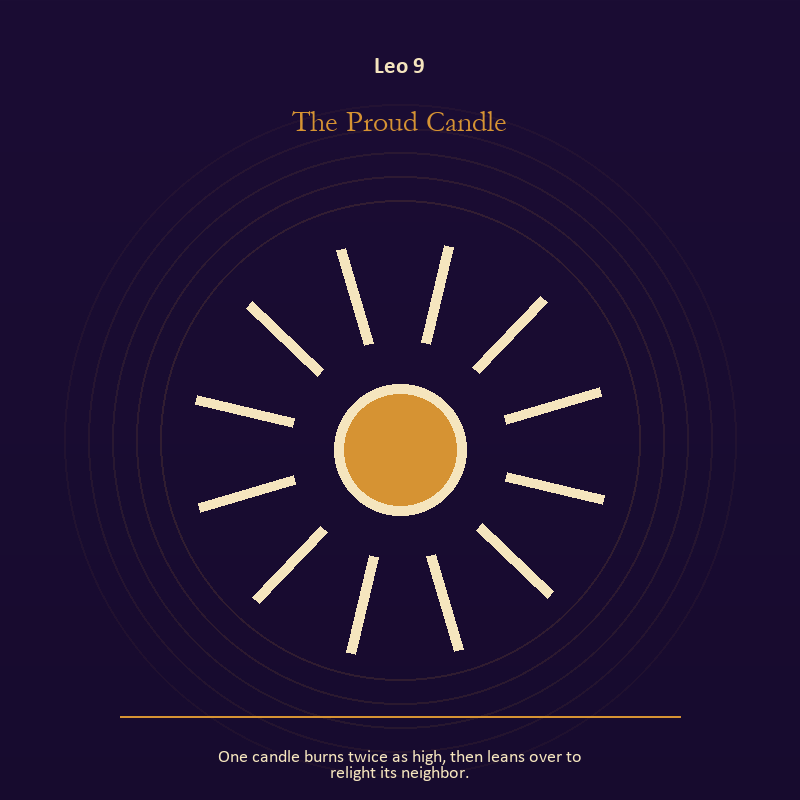 Leo 9
The Proud Candle
One candle burns twice as high, then leans over to
relight its neighbor.